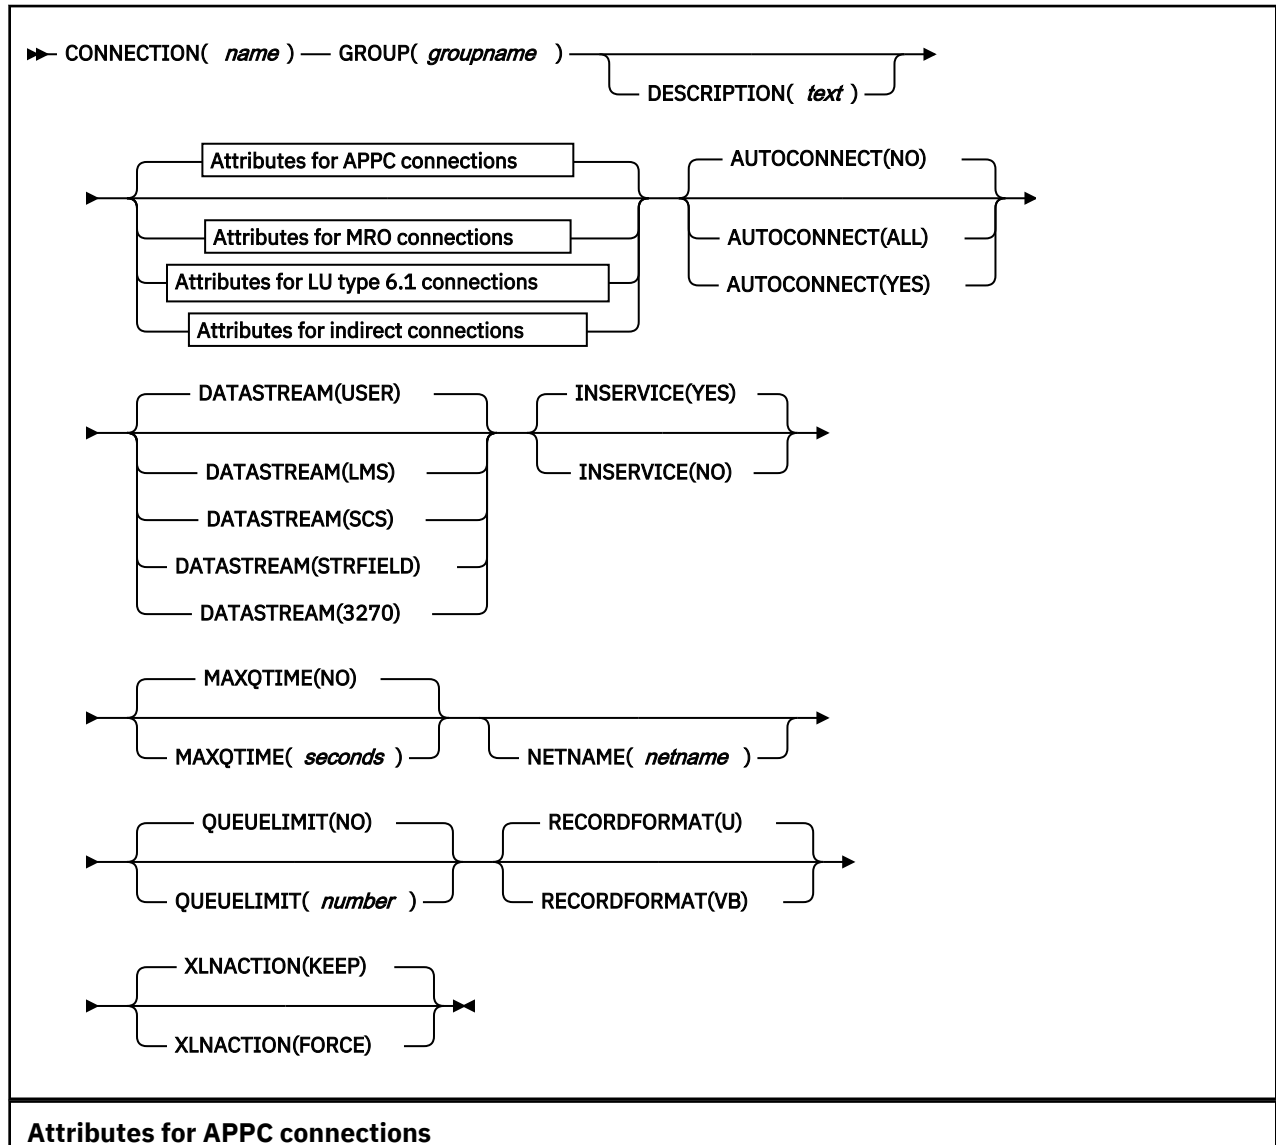 CONNECTION( name ) GROUP( groupname )
DESCRIPTION( text )
Attributes for APPC connections
AUTOCONNECT(NO)
Attributes for MRO connections
AUTOCONNECT(ALL)
Attributes for LU type 6.1 connections
AUTOCONNECT(YES)
Attributes for indirect connections
DATASTREAM(USER)
INSERVICE(YES)
DATASTREAM(LMS)
INSERVICE(NO)
DATASTREAM(SCS)
DATASTREAM(STRFIELD)
DATASTREAM(3270)
MAXQTIME(NO)
MAXQTIME( seconds )
NETNAME( netname )
QUEUELIMIT(NO)
RECORDFORMAT(U)
QUEUELIMIT( number )
RECORDFORMAT(VB)
XLNACTION(KEEP)
XLNACTION(FORCE)
Attributes for APPC connections